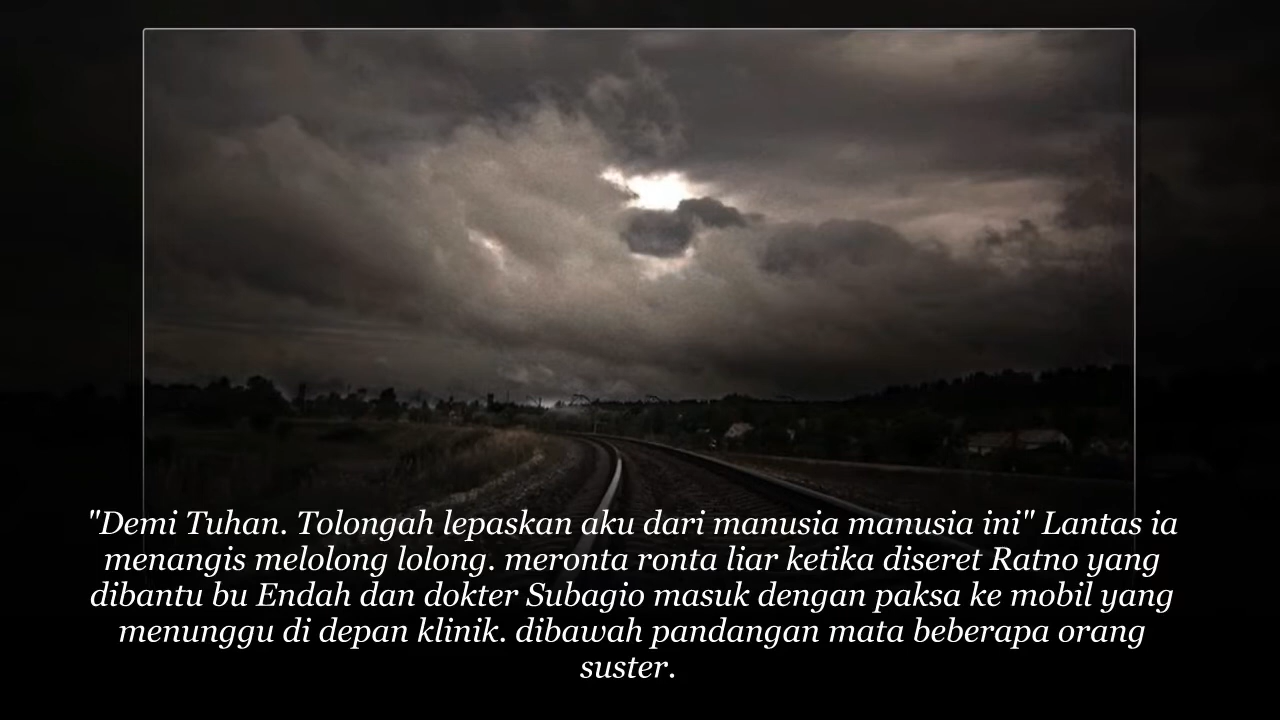 "Demi Tuhan. Tolongah lepaskan aku dari manusia manusia ini" Lantas ia
menangis melolong lolong. meronta ronta liar ketika diseret Ratno yang
dibantu bu Endah dan dokter Subagio masuk dengan paksa ke mobil yang
menunggu di depan klinik. dibawah pandangan mata beberapa orang
suster.